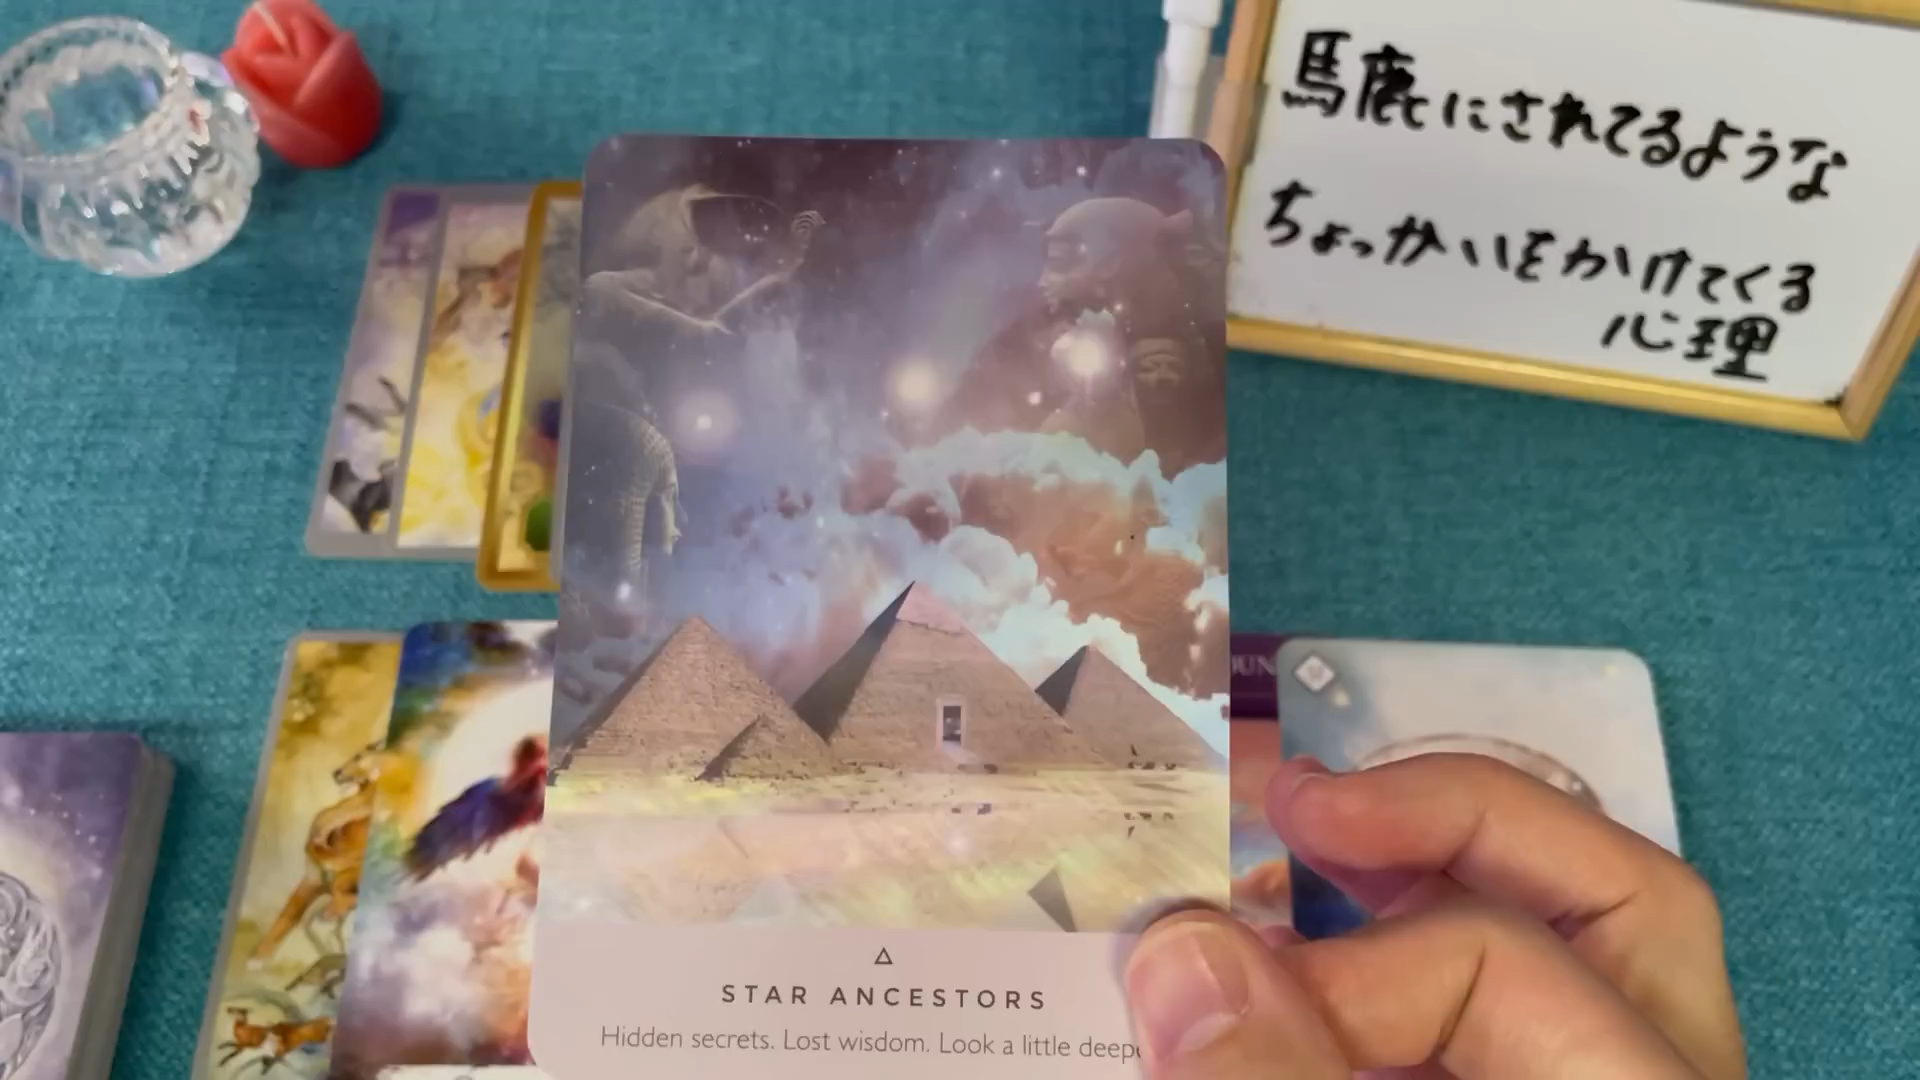 馬鹿にされてるような
ちょっかいをかけてくる
心理
STAR ANCESTORS
Hidden secrets. Lost wisdom. Look a little